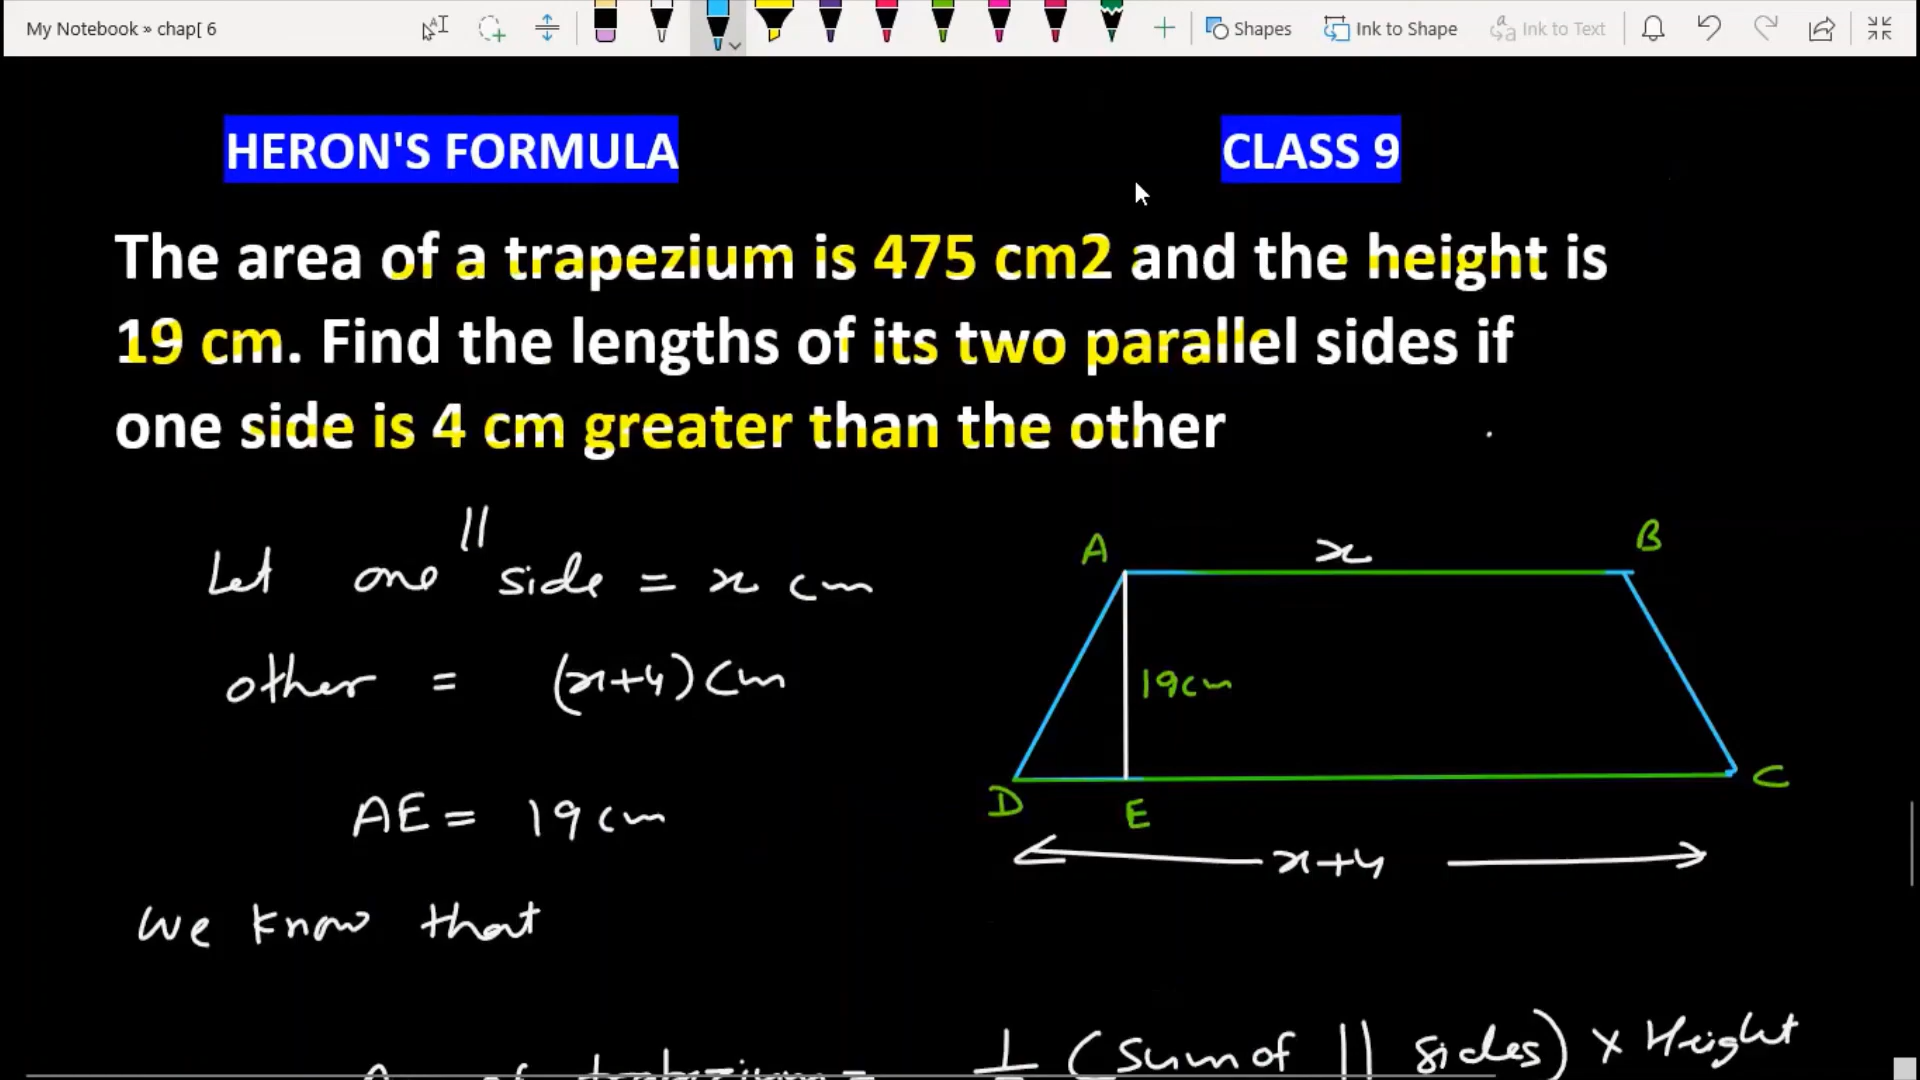 My Notebook » chap[ 6
Shapes
Ink to Shape
Ink to Text
HERON'S FORMULA
CLASS 9
The area of a trapezium is 475 cm2 and the height is
19 cm. Find the lengths of its two parallel sides if
one side is 4 cm greater than the other
Let one || side = x cm
other = (x+4) cm
AE = 19 cm
we know that
A
x
B
19cm
D
E
C
x+4
of trapezium =
(sum of || sides) x Height